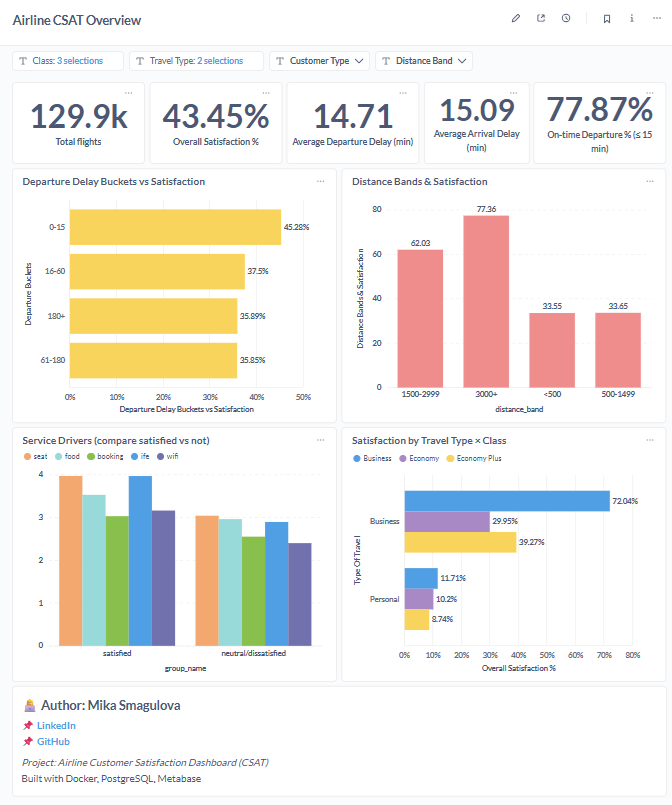 Airline CSAT Overview
Class: 3 selections
Travel Type: 2 selections
Customer Type
Distance Band
129.9k
Total flights
43.45%
Overall Satisfaction %
14.71
Average Departure Delay (min)
15.09
Average Arrival Delay
(min)
77.87%
On-time Departure % (≤ 15
min)
Departure Delay Buckets vs Satisfaction
Departure Buckets
0-15
45.28%
16-60
37.5%
180+
35.89%
61-180
35.85%
0% 10% 20% 30% 40% 50%
Departure Delay Buckets vs Satisfaction
Distance Bands & Satisfaction
Distance Bands & Satisfaction
80
60
40
20
0
62.03
77.36
33.55
33.65
1500-2999 3000+ <500 500-1499
distance_band
Service Drivers (compare satisfied vs not)
seat food booking ife wifi
4
3
2
1
0
satisfied neutral/dissatisfied
group_name
Satisfaction by Travel Type × Class
Business Economy Economy Plus
Type Of Travel
Business
72.04%
29.95%
39.27%
Personal
11.71%
10.2%
8.74%
0% 10% 20% 30% 40% 50% 60% 70% 80%
Overall Satisfaction %
Author: Mika Smagulova
LinkedIn
GitHub
Project: Airline Customer Satisfaction Dashboard (CSAT)
Built with Docker, PostgreSQL, Metabase